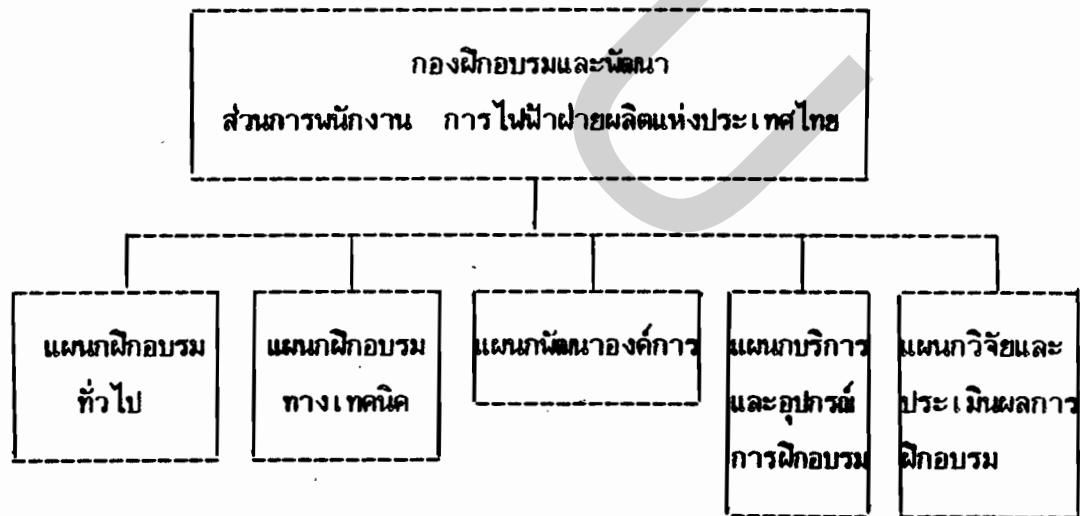 กองฝึกอบรมและพัฒนา
ส่วนการพนักงาน การไฟฟ้าฝ่ายผลิตแห่งประเทศไทย
แผนกฝึกอบรม
ทั่วไป
แผนกฝึกอบรม
ทางเทคนิค
แผนกพัฒนาองค์การ
แผนกบริการ
และอุปกรณ์
การฝึกอบรม
แผนกวิจัยและ
ประเมินผลการ
ฝึกอบรม